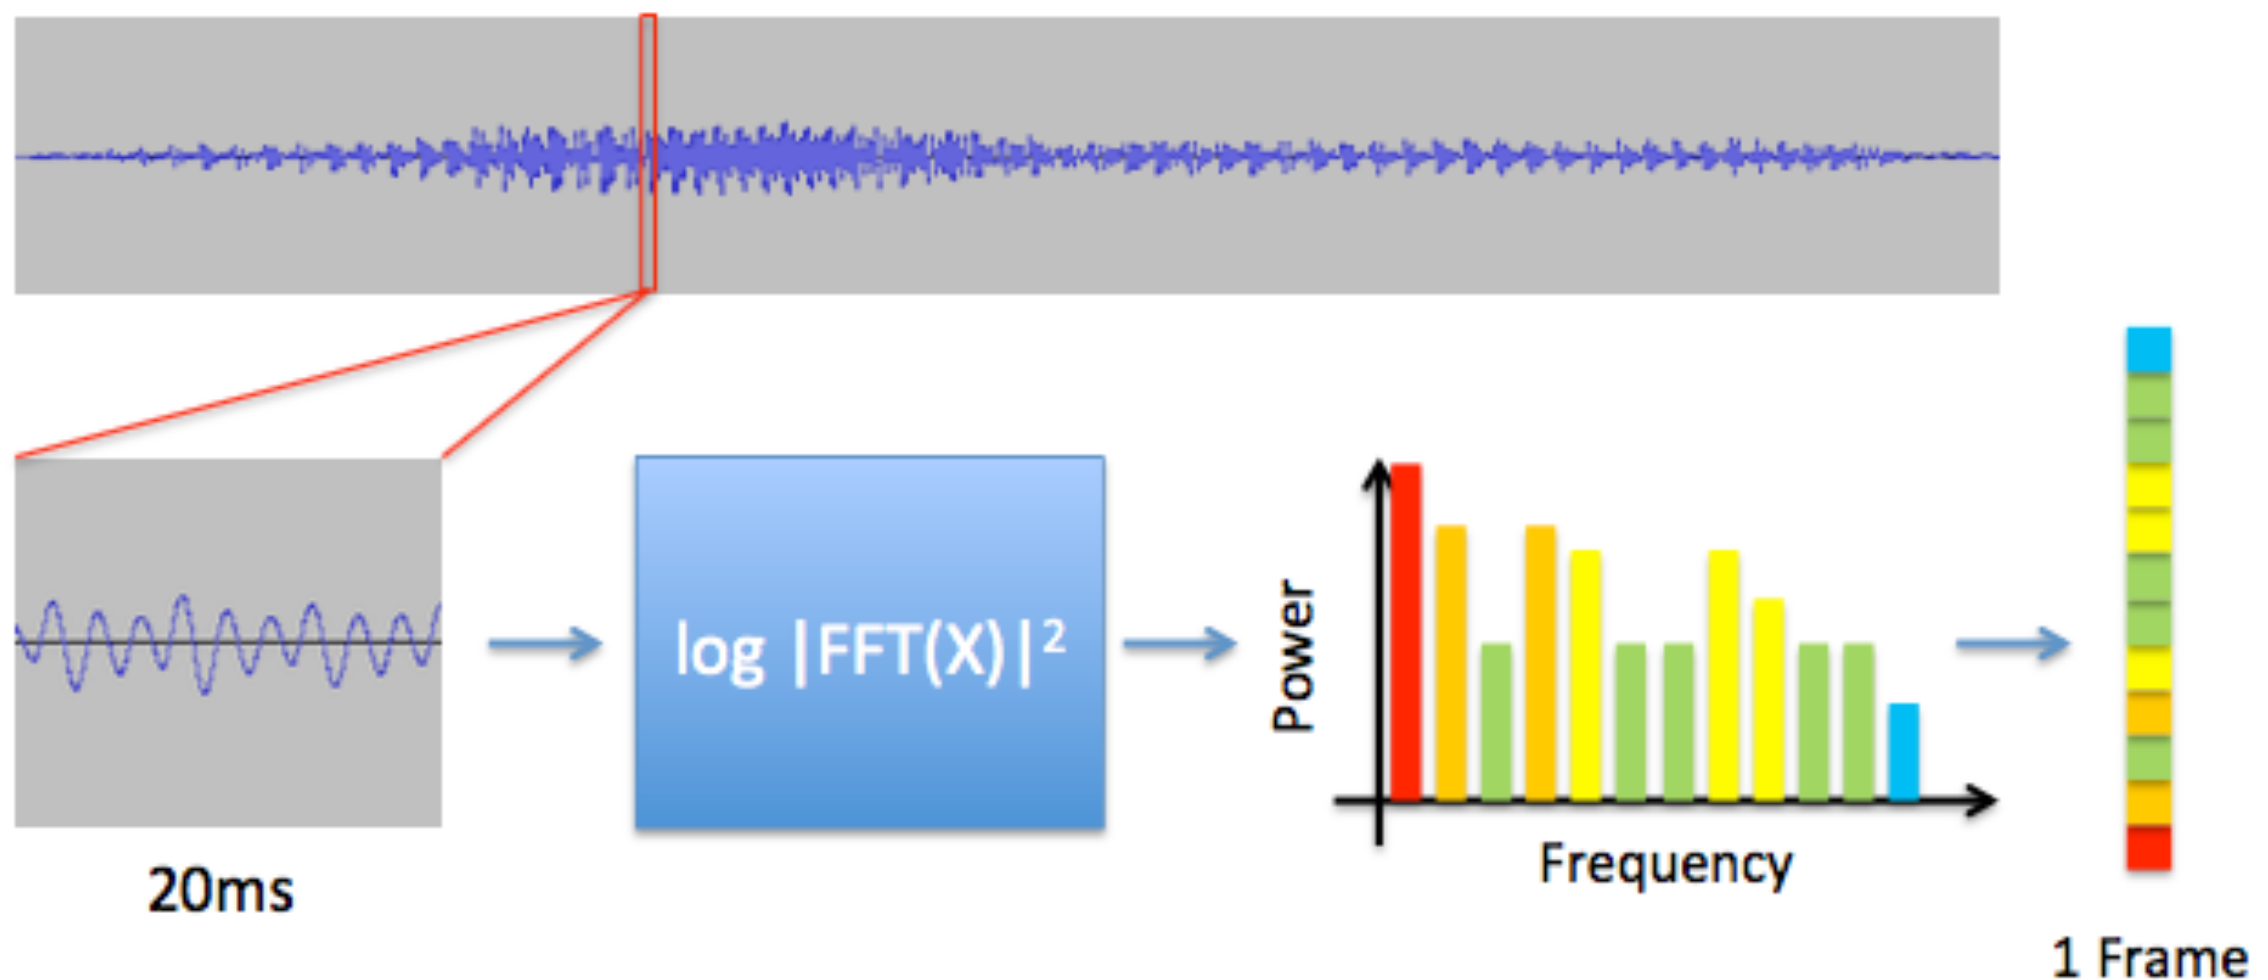 20ms
log |FFT(X)|²
Power
Frequency
1 Frame